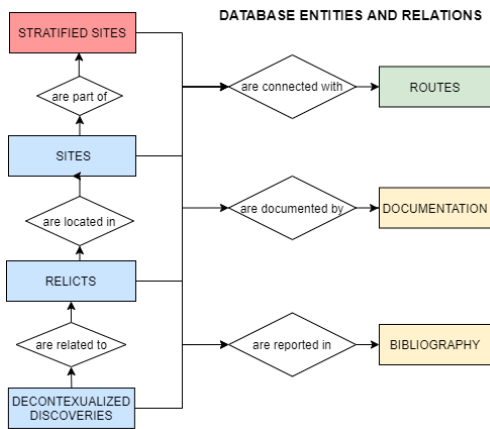 DATABASE ENTITIES AND RELATIONS
STRATIFIED SITES
are part of
are connected with
ROUTES
SITES
are located in
are documented by
DOCUMENTATION
RELICTS
are related to
are reported in
BIBLIOGRAPHY
DECONTEXUALIZED
DISCOVERIES